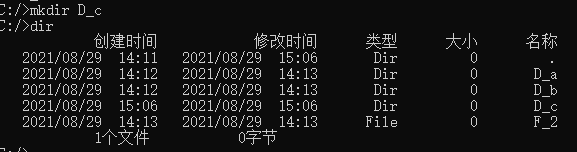 C:/>mkdir D_c
C:/>dir
创建时间 修改时间 类型 大小 名称
2021/08/29 14:11 2021/08/29 15:06 Dir 0 .
2021/08/29 14:12 2021/08/29 14:13 Dir 0 D_a
2021/08/29 14:12 2021/08/29 14:13 Dir 0 D_b
2021/08/29 15:06 2021/08/29 15:06 Dir 0 D_c
2021/08/29 14:13 2021/08/29 14:13 File 0 F_2
1个文件 0字节